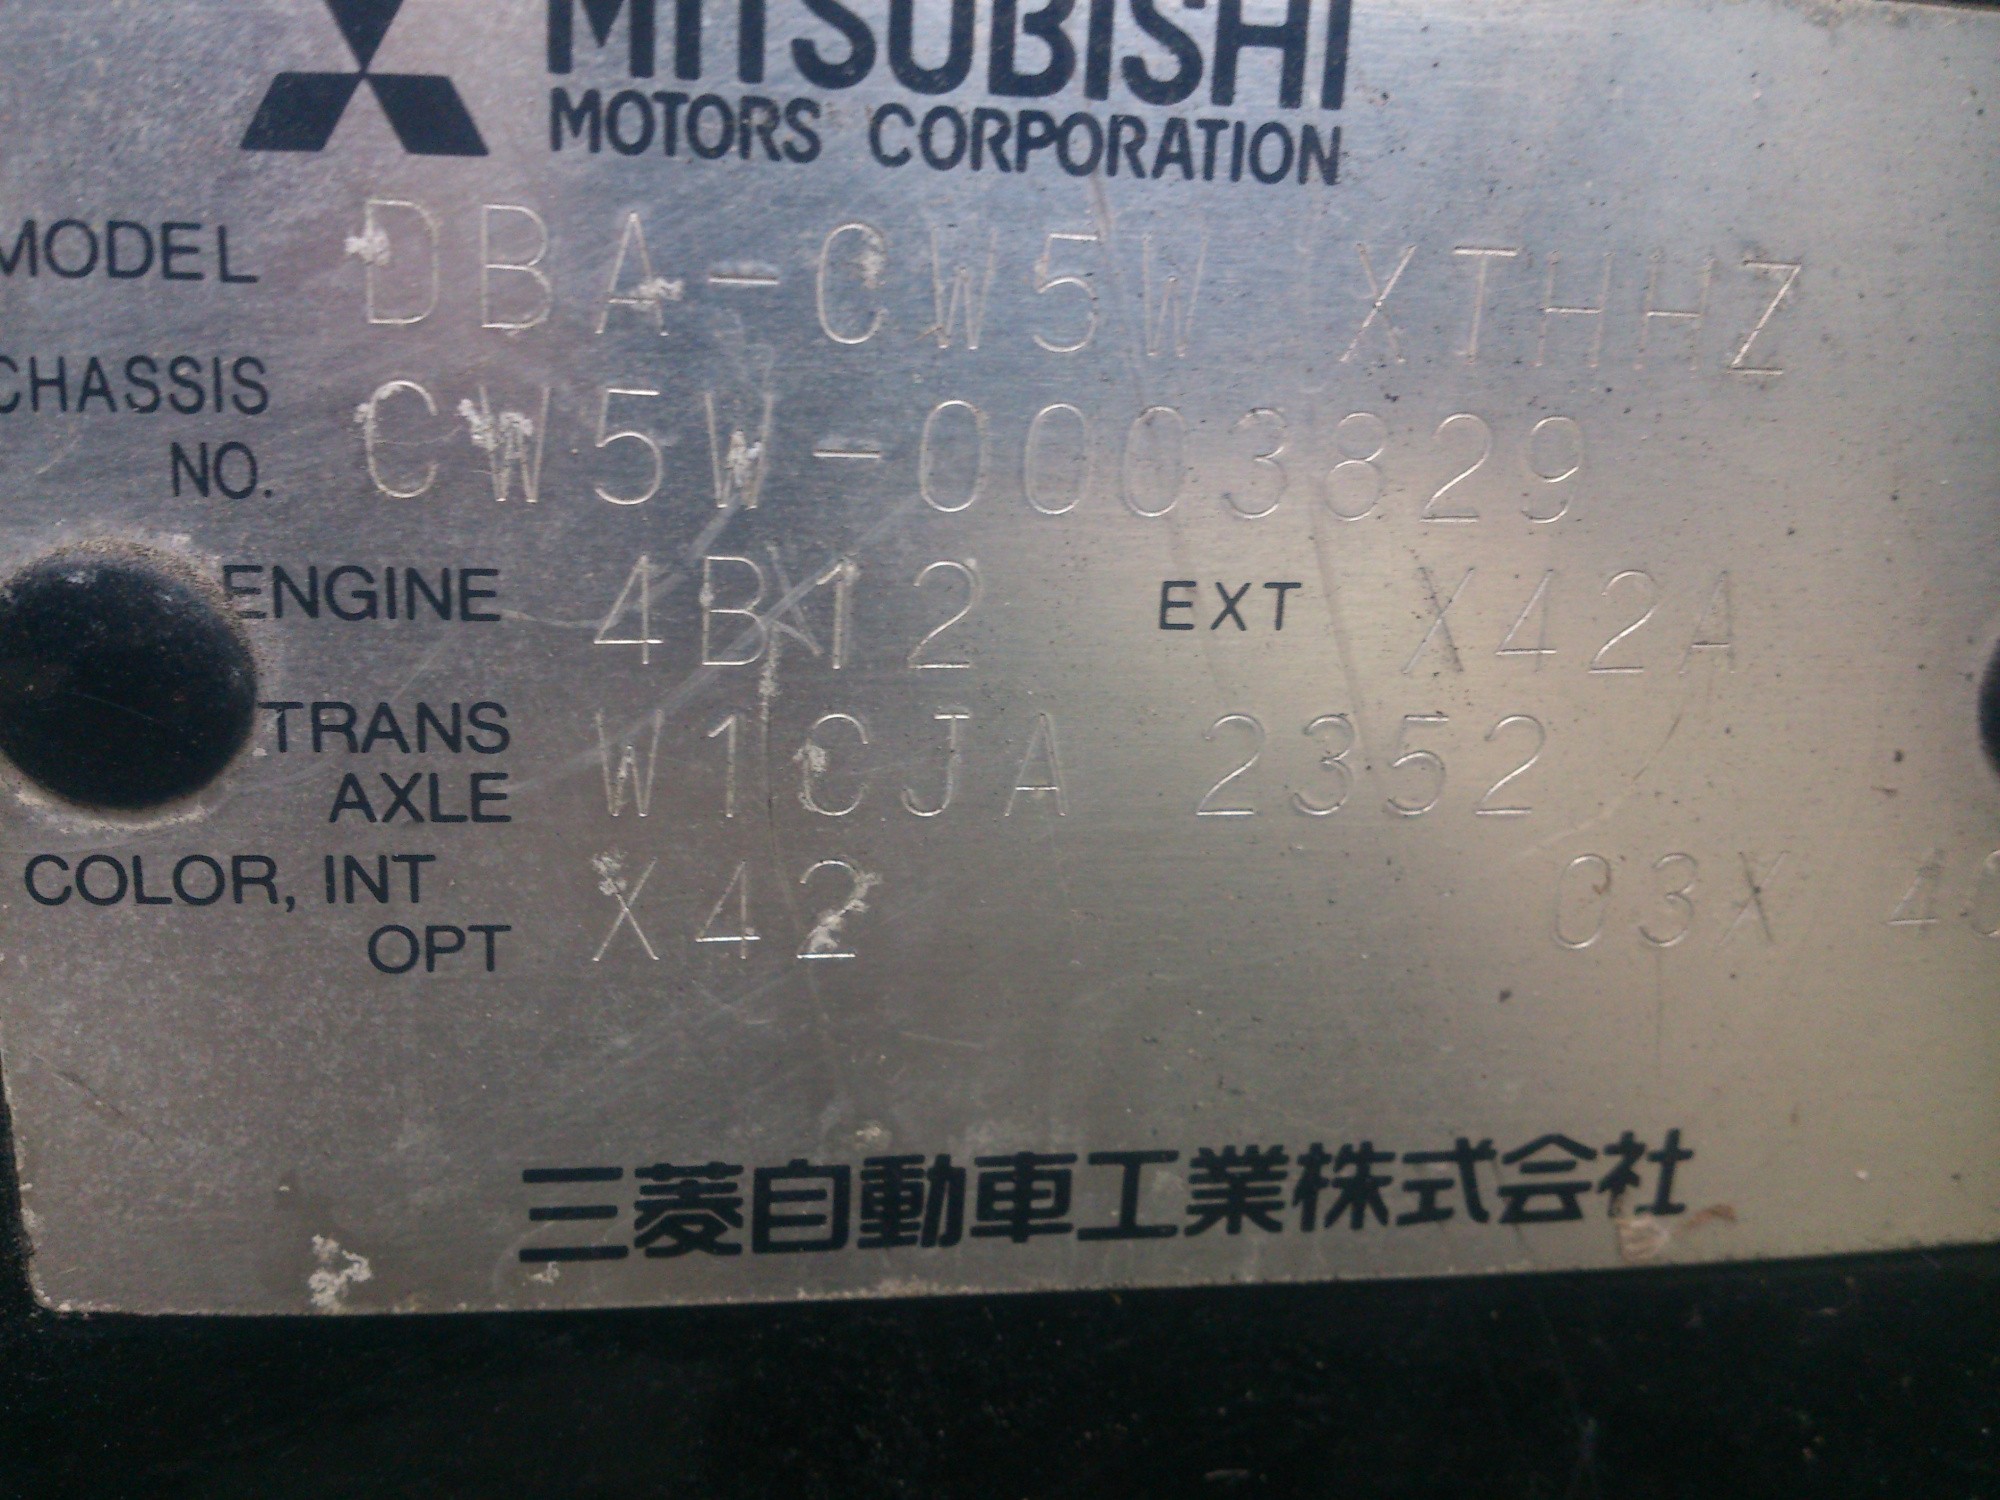 MITSUBISHI
MOTORS CORPORATION
MODEL DBA-CW5W XTHHZ
CHASSIS
NO. CW5W-0003829
ENGINE 4B12 EXT X42A
TRANS
AXLE W1CJA 2352
COLOR, INT
OPT X42 03X
三菱自動車工業株式会社